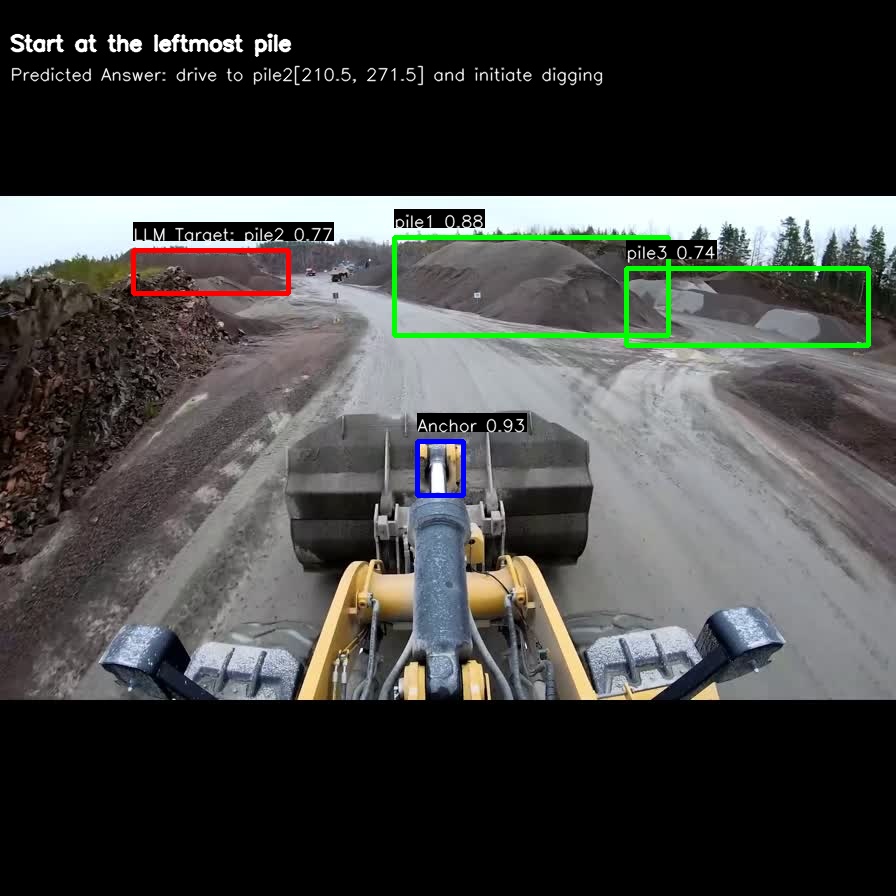 Start at the leftmost pile
Predicted Answer: drive to pile2[210.5, 271.5] and initiate digging
pile1 0.88
LLM Target: pile2 0.77
pile3 0.74
Anchor 0.93